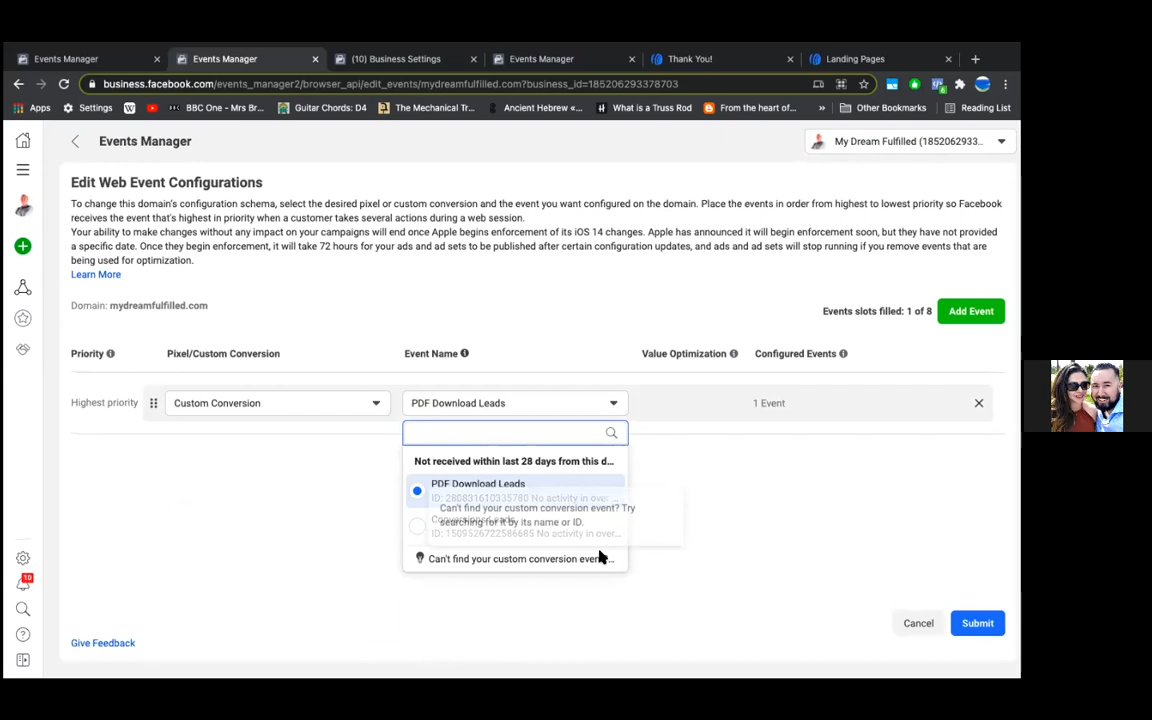 Events Manager
Events Manager
(10) Business Settings
Events Manager
Thank You!
Landing Pages
business.facebook.com/events_manager2/browser_api/edit_events/mydreamfulfilled.com?business_id=185206293378703
Apps
Settings
BBC One - Mrs Br...
Guitar Chords: D4
The Mechanical Tr...
Ancient Hebrew «...
What is a Truss Rod
From the heart of...
»
Other Bookmarks
Reading List
Events Manager
My Dream Fulfilled (1852062933...
Edit Web Event Configurations
To change this domain's configuration schema, select the desired pixel or custom conversion and the event you want configured on the domain. Place the events in order from highest to lowest priority so Facebook
receives the event that's highest in priority when a customer takes several actions during a web session.
Your ability to make changes without any impact on your campaigns will end once Apple begins enforcement of its iOS 14 changes. Apple has announced it will begin enforcement soon, but they have not provided
a specific date. Once they begin enforcement, it will take 72 hours for your ads and ad sets to be published after certain configuration updates, and ads and ad sets will stop running if you remove events that are
being used for optimization.
Learn More
Domain: mydreamfulfilled.com
Events slots filled: 1 of 8
Add Event
Priority
Pixel/Custom Conversion
Event Name
Value Optimization
Configured Events
Highest priority
Custom Conversion
PDF Download Leads
1 Event
Not received within last 28 days from this d...
PDF Download Leads
ID: 280831610335780 No activity in over ...
Can't find your custom conversion event? Try
searching for it by its name or ID.
ID: 1509526722586685 No activity in over...
Can't find your custom conversion even...
10
Cancel
Submit
Give Feedback